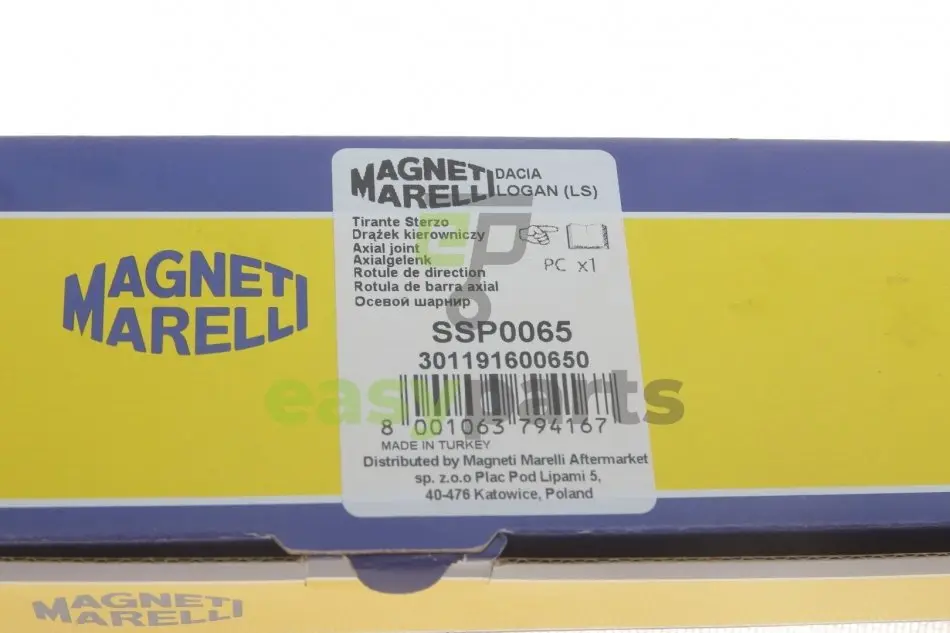 MAGNETI
MARELLI
DACIA
LOGAN (LS)
Tirante Sterzo
Drążek kierowniczy
Axial joint
Axialgelenk
Rotule de direction
Rotula de barra axial
Осевой шарнир
PC x1
SSP0065
301191600650
8 001063 794167
MADE IN TURKEY
Distributed by Magneti Marelli Aftermarket
sp. z.o.o Plac Pod Lipami 5,
40-476 Katowice, Poland
MAGNETI
MARELLI
easyparts
MAGNETI
MARELLI